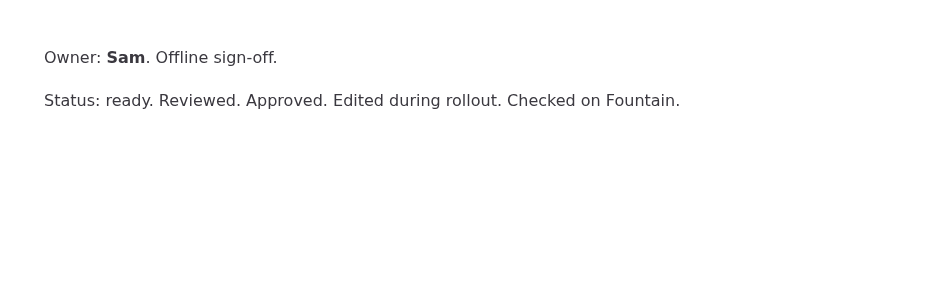 Owner: Sam. Offline sign-off.
Status: ready. Reviewed. Approved. Edited during rollout. Checked on Fountain.